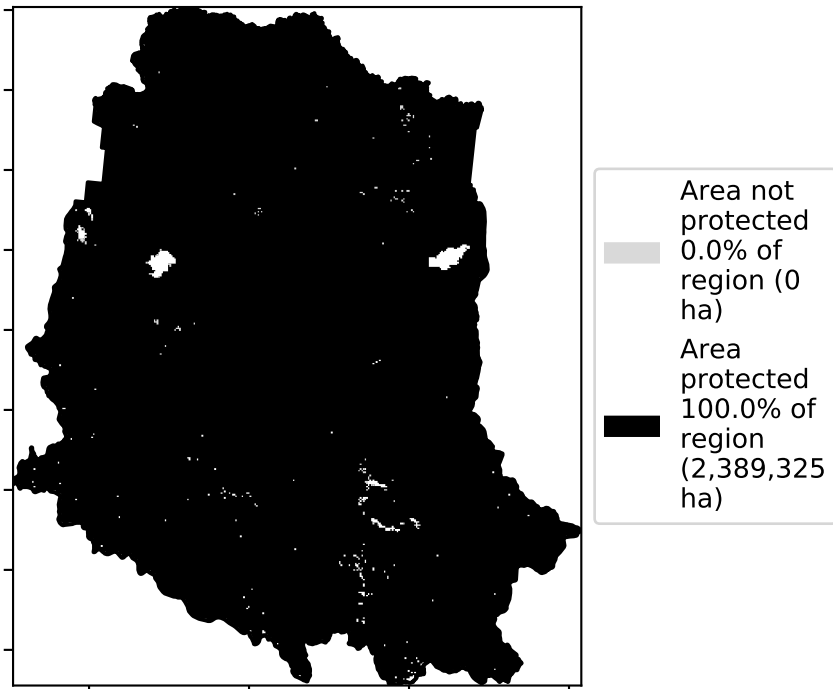 Area not
protected
0.0% of
region (0
ha)
Area
protected
100.0% of
region
(2,389,325
ha)